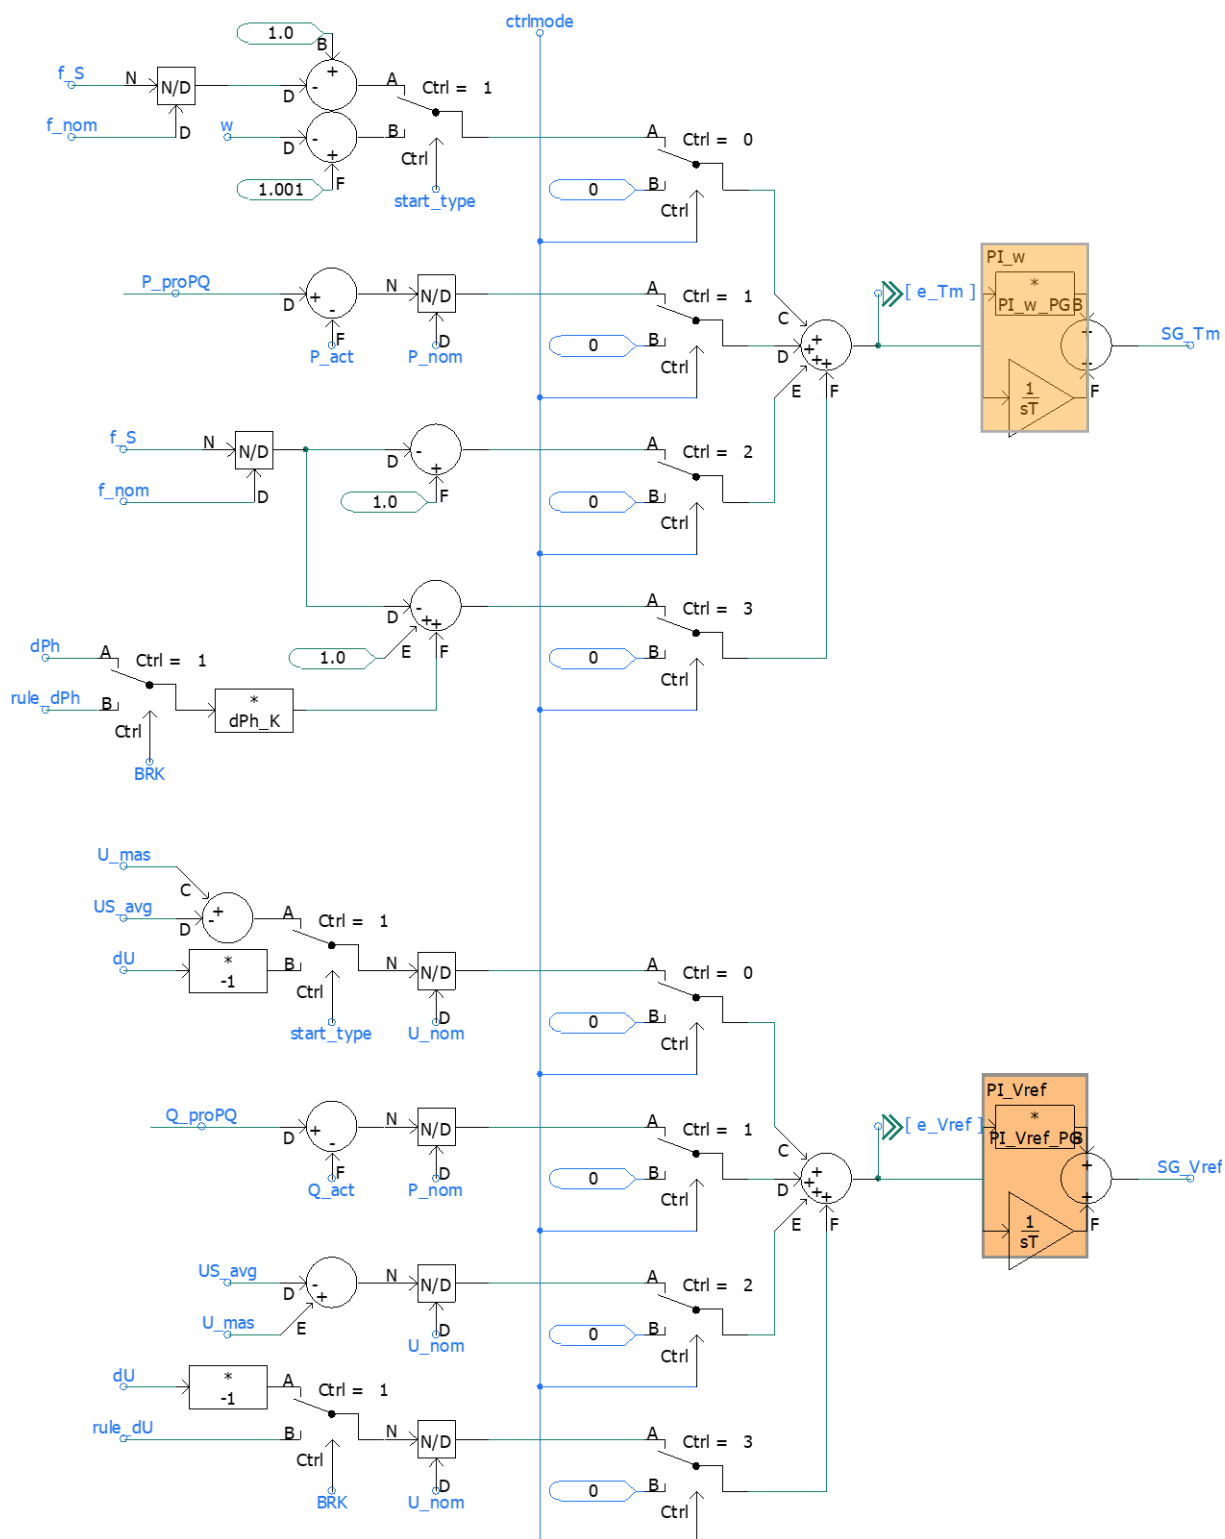 ctrlmode
1.0
B
+
f_S
N
N/D
D
-
A
Ctrl = 1
f_nom
D
w
D
-
+
B
Ctrl
A
Ctrl = 0
1.001
F
start_type
0
B
Ctrl
P_proPQ
D
+
-
N
N/D
A
Ctrl = 1
F
P_act
D
P_nom
0
B
Ctrl
C
D
E
F
+
+
+
+
[ e_Tm ]
PI_w
*
PI_w_PGB
1
sT
F
SG_Tm
f_S
N
N/D
D
-
+
A
Ctrl = 2
f_nom
D
1.0
F
0
B
Ctrl
D
-
+
+
A
Ctrl = 3
1.0
E
F
0
B
Ctrl
dPh
A
Ctrl = 1
rule_dPh
B
Ctrl
*
dPh_K
BRK
U_mas
C
+
US_avg
D
-
A
Ctrl = 1
dU
*
-1
B
Ctrl
N
N/D
A
Ctrl = 0
start_type
D
U_nom
0
B
Ctrl
Q_proPQ
D
+
-
N
N/D
A
Ctrl = 1
F
Q_act
D
P_nom
0
B
Ctrl
C
D
E
F
+
+
+
+
[ e_Vref ]
PI_Vref
*
PI_Vref_PG
+
+
1
sT
F
SG_Vref
US_avg
D
-
+
N
N/D
A
Ctrl = 2
U_mas
E
D
U_nom
0
B
Ctrl
dU
*
-1
A
Ctrl = 1
rule_dU
B
Ctrl
N
N/D
A
Ctrl = 3
BRK
D
U_nom
0
B
Ctrl